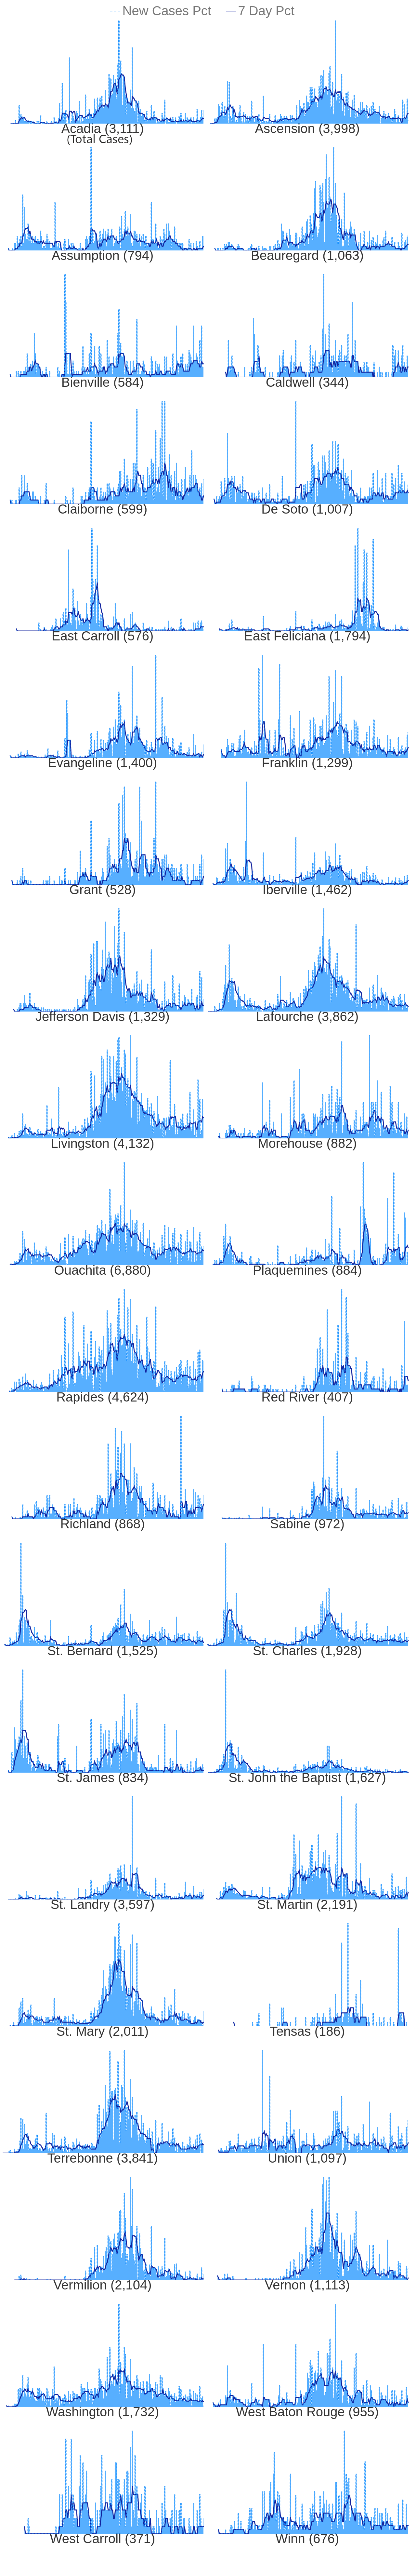 New Cases Pct 7 Day Pct
Acadia (3,111) Ascension (3,998)
(Total Cases)
Assumption (794) Beauregard (1,063)
Bienville (584) Caldwell (344)
Claiborne (599) De Soto (1,007)
East Carroll (576) East Feliciana (1,794)
Evangeline (1,400) Franklin (1,299)
Grant (528) Iberville (1,462)
Jefferson Davis (1,329) Lafourche (3,862)
Livingston (4,132) Morehouse (882)
Ouachita (6,880) Plaquemines (884)
Rapides (4,624) Red River (407)
Richland (868) Sabine (972)
St. Bernard (1,525) St. Charles (1,928)
St. James (834) St. John the Baptist (1,627)
St. Landry (3,597) St. Martin (2,191)
St. Mary (2,011) Tensas (186)
Terrebonne (3,841) Union (1,097)
Vermilion (2,104) Vernon (1,113)
Washington (1,732) West Baton Rouge (955)
West Carroll (371) Winn (676)